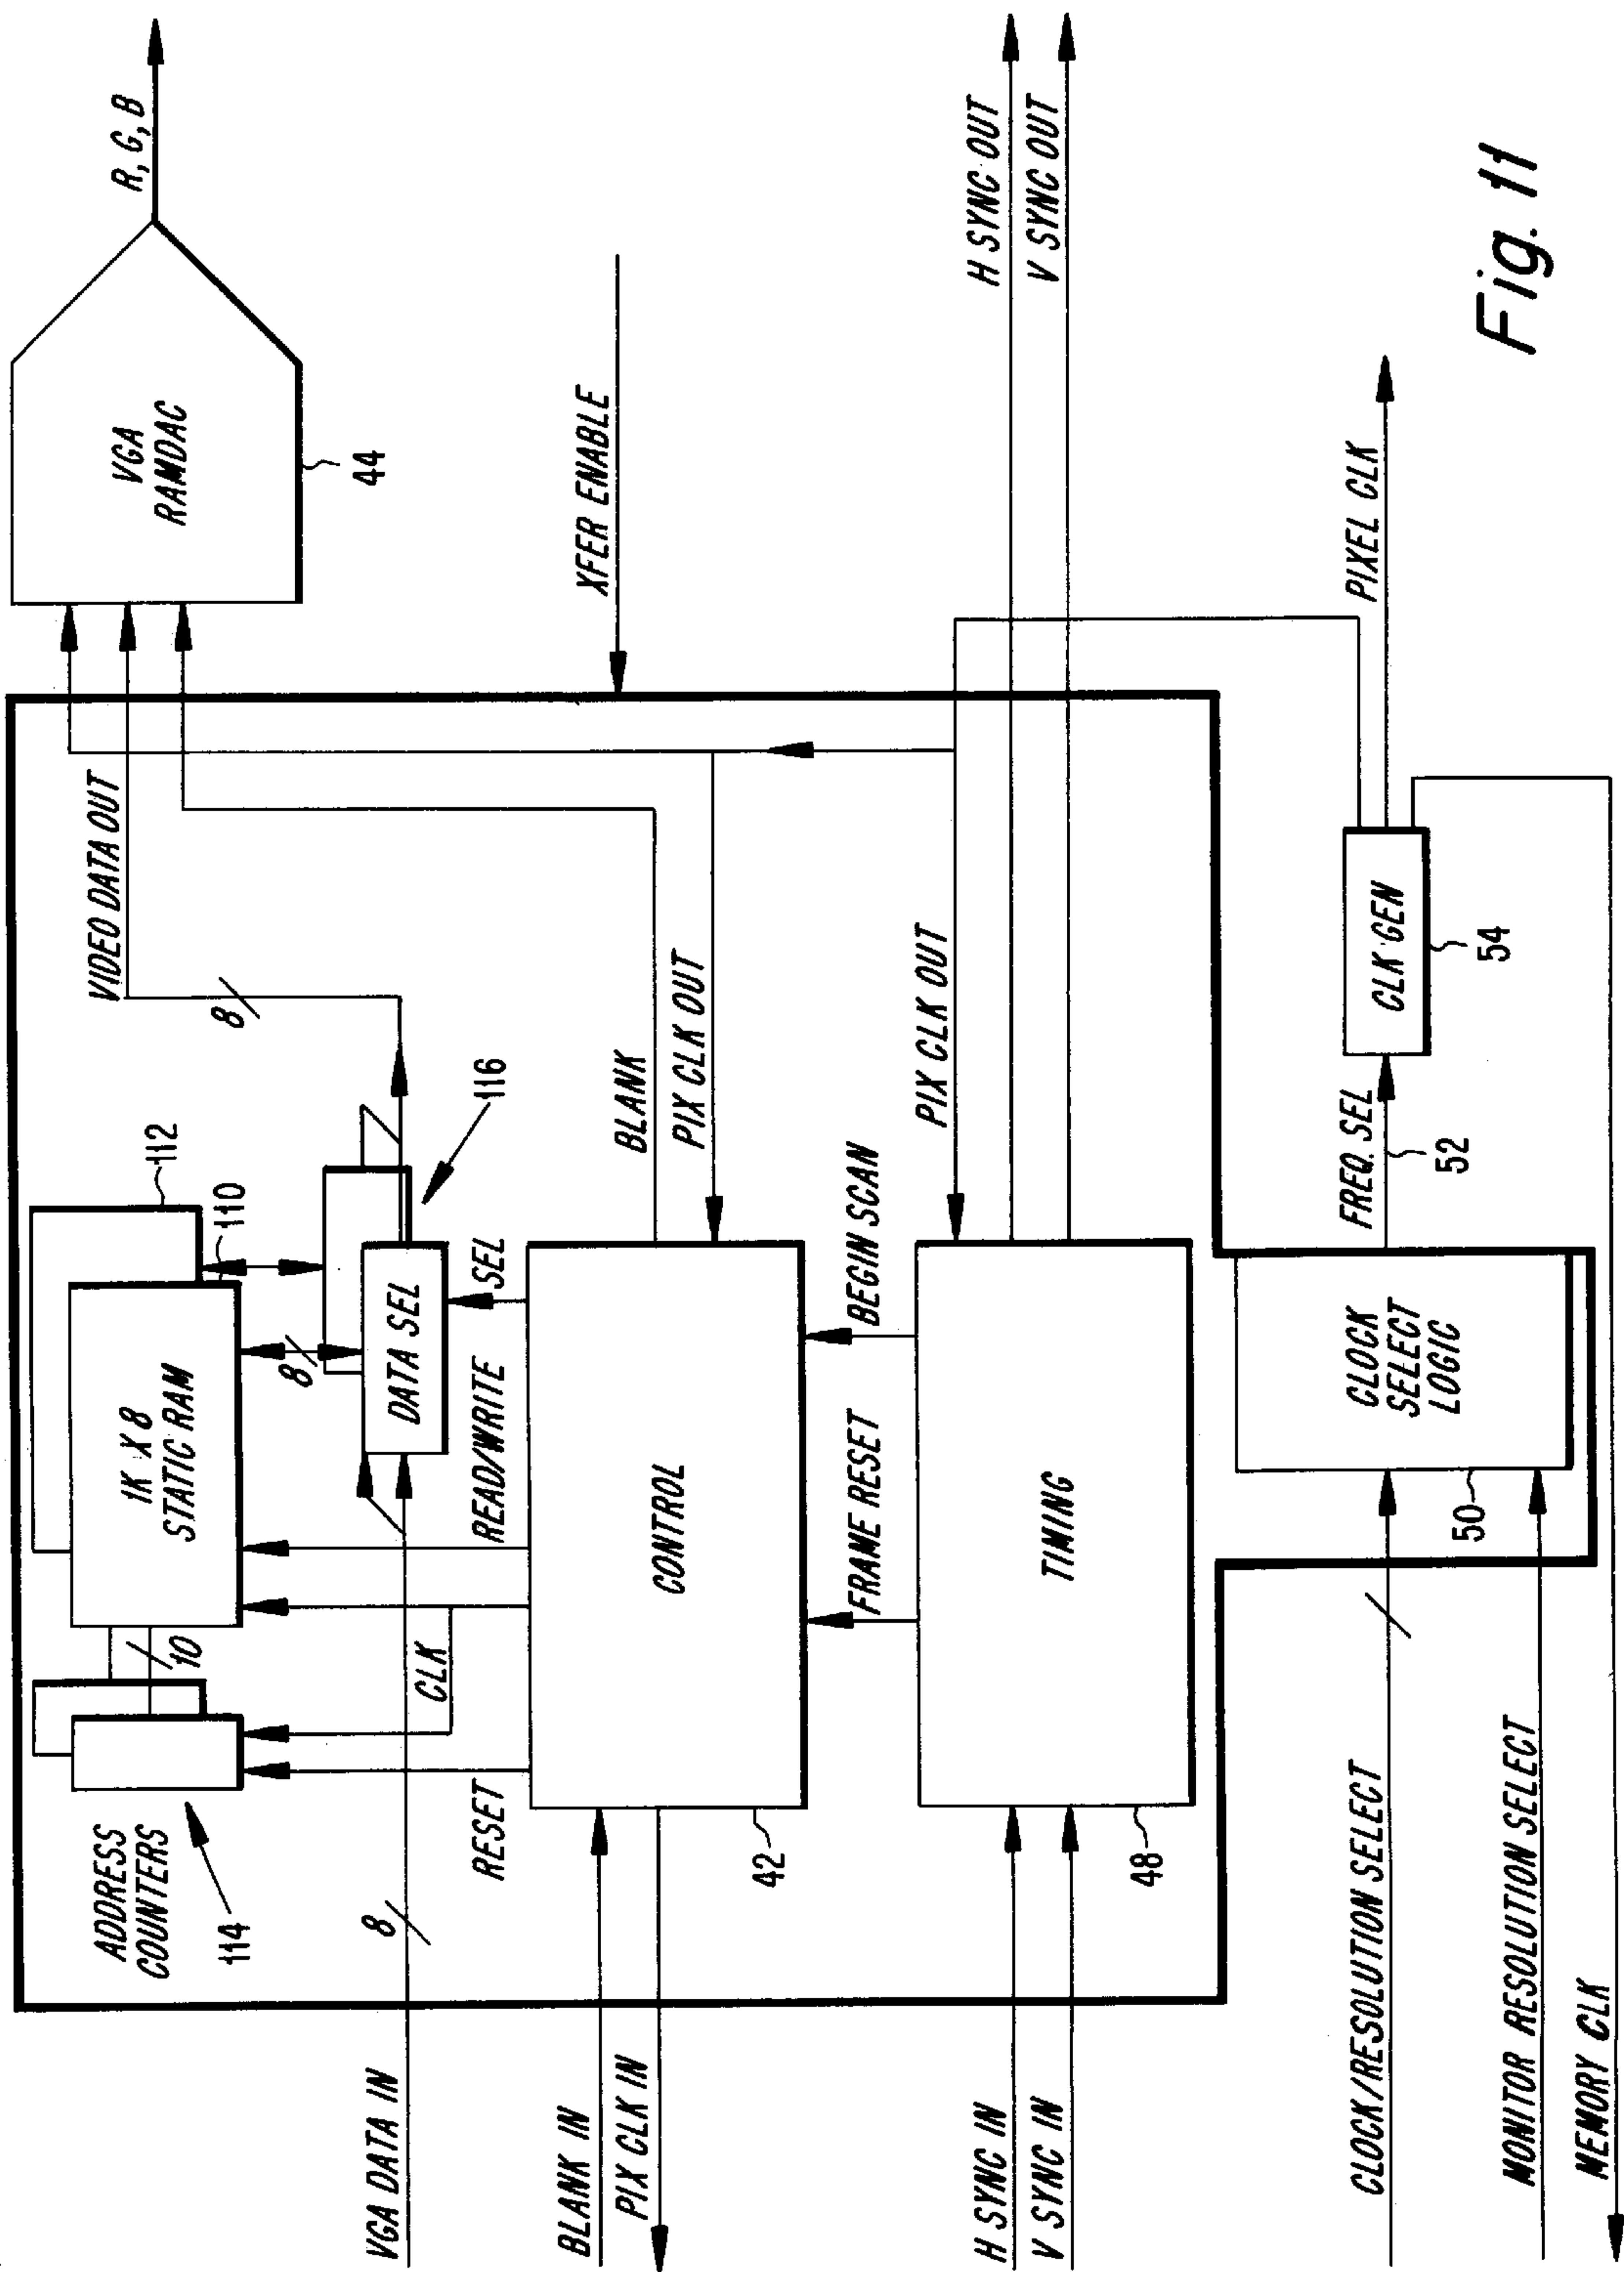 ADDRESS
COUNTERS
114
10
1K X 8
STATIC RAM
112
110
VIDEO DATA OUT
8
VGA
RAMDAC
44
R, G, B
VGA DATA IN
8
CLK
8
DATA SEL
116
RESET
READ/WRITE
SEL
BLANK IN
PIX CLK IN
42
CONTROL
BLANK
PIX CLK OUT
XFER ENABLE
FRAME RESET
BEGIN SCAN
H SYNC IN
V SYNC IN
48
TIMING
PIX CLK OUT
H SYNC OUT
V SYNC OUT
CLOCK/RESOLUTION SELECT
MONITOR RESOLUTION SELECT
50
CLOCK
SELECT
LOGIC
FREQ. SEL
52
CLK GEN
54
PIXEL CLK
MEMORY CLK
Fig. 11